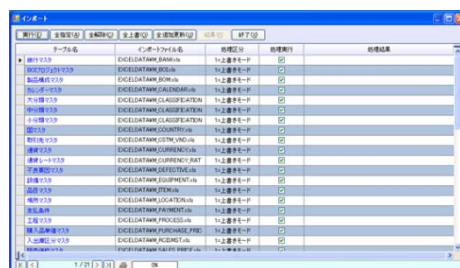 インポート
実行(E) 全指定(A) 全解除(C) 全上書(O) 全追加更新(U) 終了(X)
テーブル名 インポートファイル名 処理区分 処理実行 処理結果
銀行マスタ EXCELDATA¥M_BANK.xls 1=上書きモード
EXCELDATA¥M_BOE.xls 1=上書きモード
製品構成マスタ EXCELDATA¥M_BOM.xls 1=上書きモード
カレンダーマスタ EXCELDATA¥M_CALENDAR.xls 1=上書きモード
大分類マスタ EXCELDATA¥M_CLASSIFICATION 1=上書きモード
中分類マスタ EXCELDATA¥M_CLASSIFICATION 1=上書きモード
小分類マスタ EXCELDATA¥M_CLASSIFICATION 1=上書きモード
国マスタ EXCELDATA¥M_COUNTRY.xls 1=上書きモード
取引先マスタ EXCELDATA¥M_CSTM_VND.xls 1=上書きモード
通貨マスタ EXCELDATA¥M_CURRENCY.xls 1=上書きモード
通貨レートマスタ EXCELDATA¥M_CURRENCY_RAT 1=上書きモード
不良要因マスタ EXCELDATA¥M_DEFECTIVE.xls 1=上書きモード
設備マスタ EXCELDATA¥M_EQUIPMENT.xls 1=上書きモード
品目マスタ EXCELDATA¥M_ITEM.xls 1=上書きモード
場所マスタ EXCELDATA¥M_LOCATION.xls 1=上書きモード
支払条件 EXCELDATA¥M_PAYMENT.xls 1=上書きモード
工程マスタ EXCELDATA¥M_PROCESS.xls 1=上書きモード
購入品単価マスタ EXCELDATA¥M_PURCHASE_PRIC 1=上書きモード
入出庫区分マスタ EXCELDATA¥M_RCGIMST.xls 1=上書きモード
EXCELDATA¥M_SALES_PRICE.xls 1=上書きモード
1 / 21